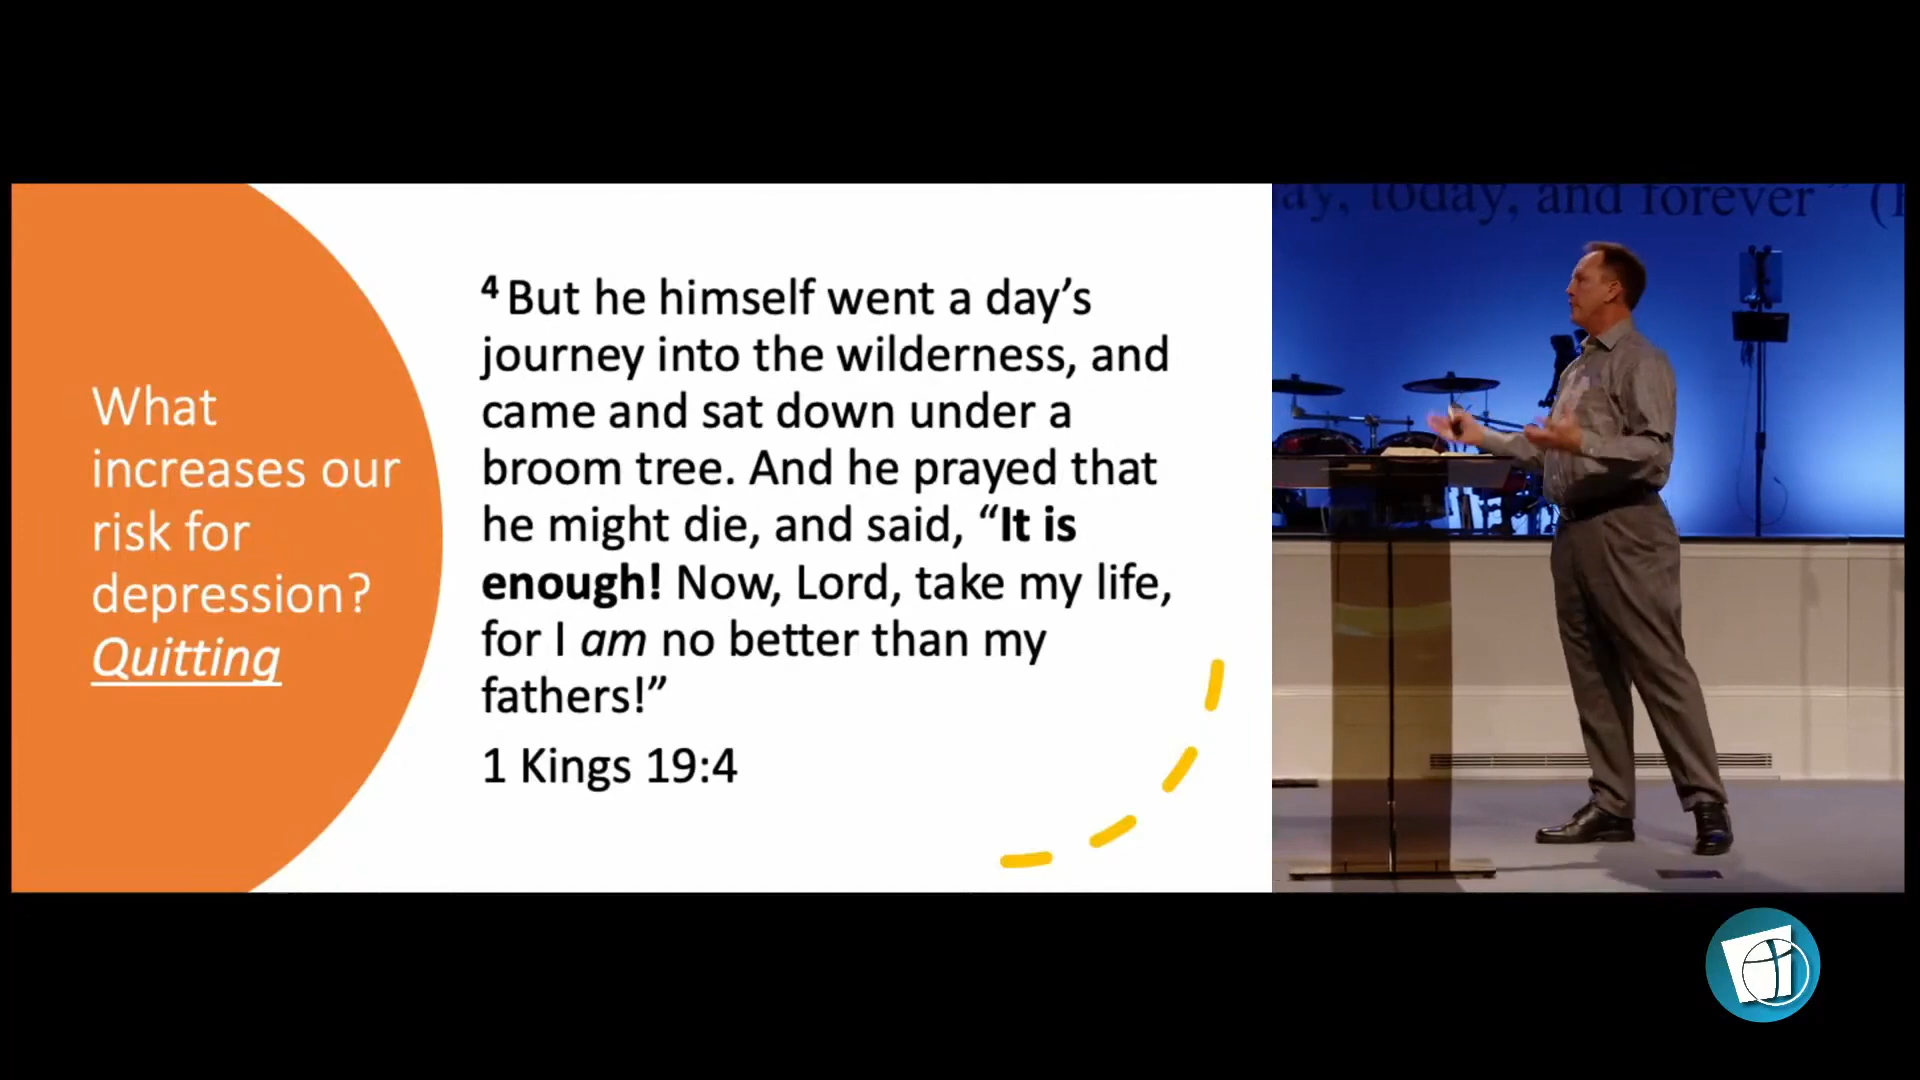 What
increases our
risk for
depression?
Quitting
4 But he himself went a day’s
journey into the wilderness, and
came and sat down under a
broom tree. And he prayed that
he might die, and said, “It is
enough! Now, Lord, take my life,
for I am no better than my
fathers!”
1 Kings 19:4
today, and forever” (